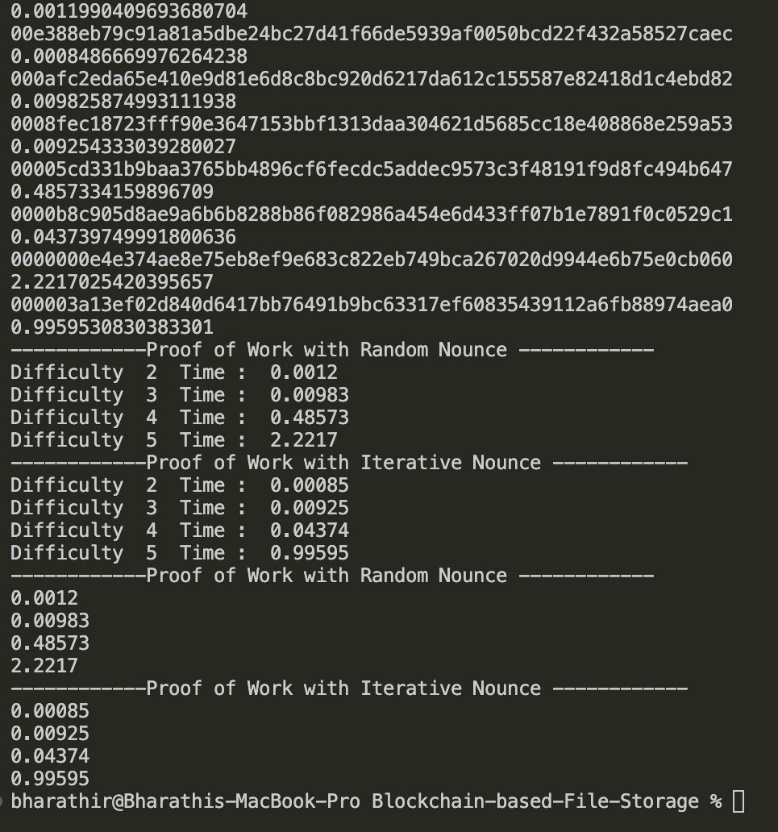 0.0011990409693680704
00e388eb79c91a81a5dbe24bc27d41f66de5939af0050bcd22f432a58527caec
0.0008486669976264238
000afc2eda65e410e9d81e6d8c8bc920d6217da612c155587e82418d1c4ebd82
0.009825874993111938
0008fec18723fff90e3647153bbf1313daa304621d5685cc18e408868e259a53
0.009254333039280027
00005cd331b9baa3765bb4896cf6fecdc5addec9573c3f48191f9d8fc494b647
0.4857334159896709
0000b8c905d8ae9a6b6b8288b86f082986a454e6d433ff07b1e7891f0c0529c1
0.043739749991800636
0000000e4e374ae8e75eb8ef9e683c822eb749bca267020d9944e6b75e0cb060
2.2217025420395657
000003a13ef02d840d6417bb76491b9bc63317ef60835439112a6fb88974aea0
0.9959530830383301
------------Proof of Work with Random Nounce ------------
Difficulty  2  Time :  0.0012
Difficulty  3  Time :  0.00983
Difficulty  4  Time :  0.48573
Difficulty  5  Time :  2.2217
------------Proof of Work with Iterative Nounce ------------
Difficulty  2  Time :  0.00085
Difficulty  3  Time :  0.00925
Difficulty  4  Time :  0.04374
Difficulty  5  Time :  0.99595
------------Proof of Work with Random Nounce ------------
0.0012
0.00983
0.48573
2.2217
------------Proof of Work with Iterative Nounce ------------
0.00085
0.00925
0.04374
0.99595
bharathir@Bharathis-MacBook-Pro Blockchain-based-File-Storage %